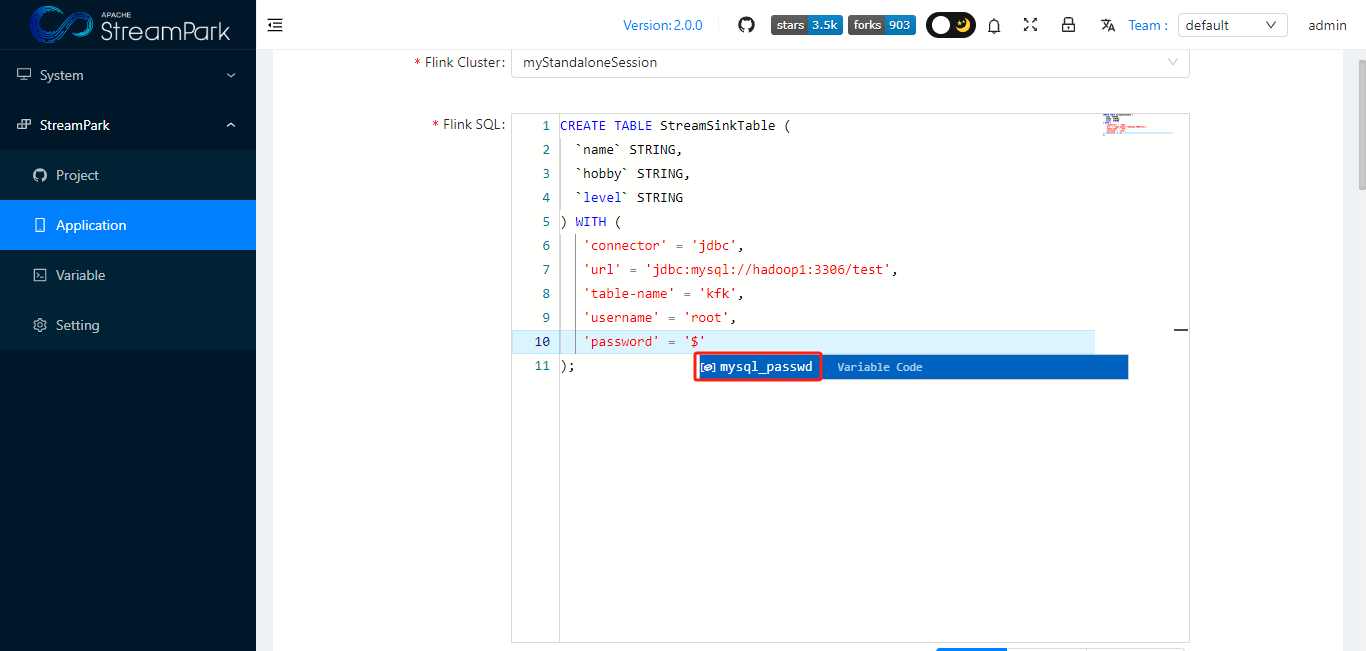 APACHE
StreamPark
Version:2.0.0
stars 3.5k
forks 903
Team :
default
admin
System
StreamPark
Project
Application
Variable
Setting
* Flink Cluster:
myStandaloneSession
* Flink SQL:
1 CREATE TABLE StreamSinkTable (
2 `name` STRING,
3 `hobby` STRING,
4 `level` STRING
5 ) WITH (
6 'connector' = 'jdbc',
7 'url' = 'jdbc:mysql://hadoop1:3306/test',
8 'table-name' = 'kfk',
9 'username' = 'root',
10 'password' = '$'
mysql_passwd Variable Code
11 );